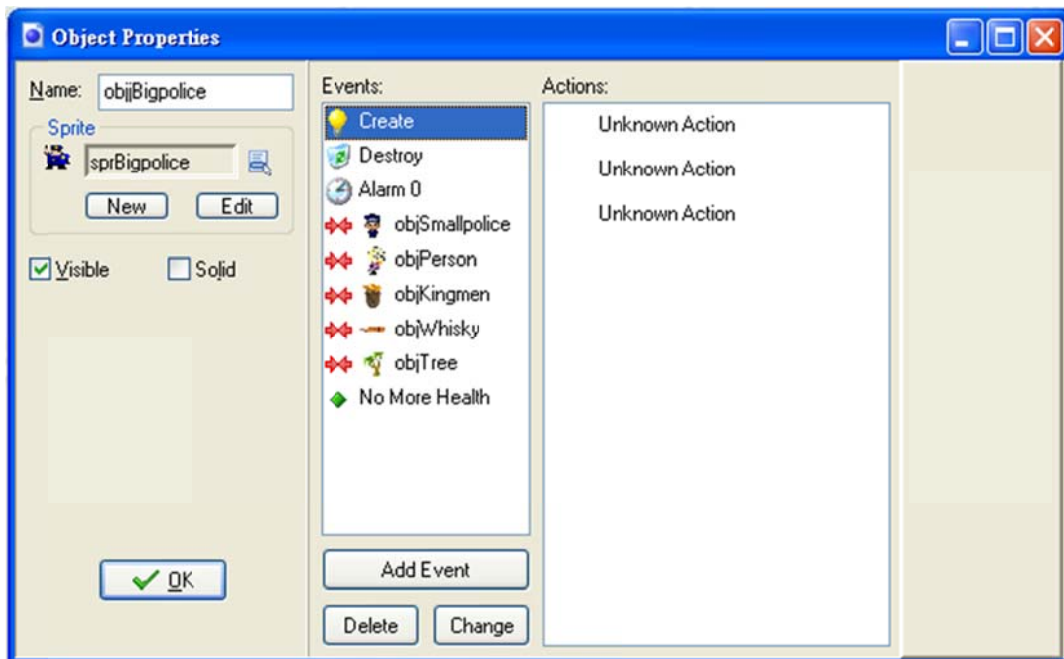 Object Properties
Name: objjBigpolice
Sprite
sprBigpolice
New Edit
Visible Solid
OK
Events:
Create
Destroy
Alarm 0
objSmallpolice
objPerson
objKingmen
objWhisky
objTree
No More Health
Add Event
Delete Change
Actions:
Unknown Action
Unknown Action
Unknown Action